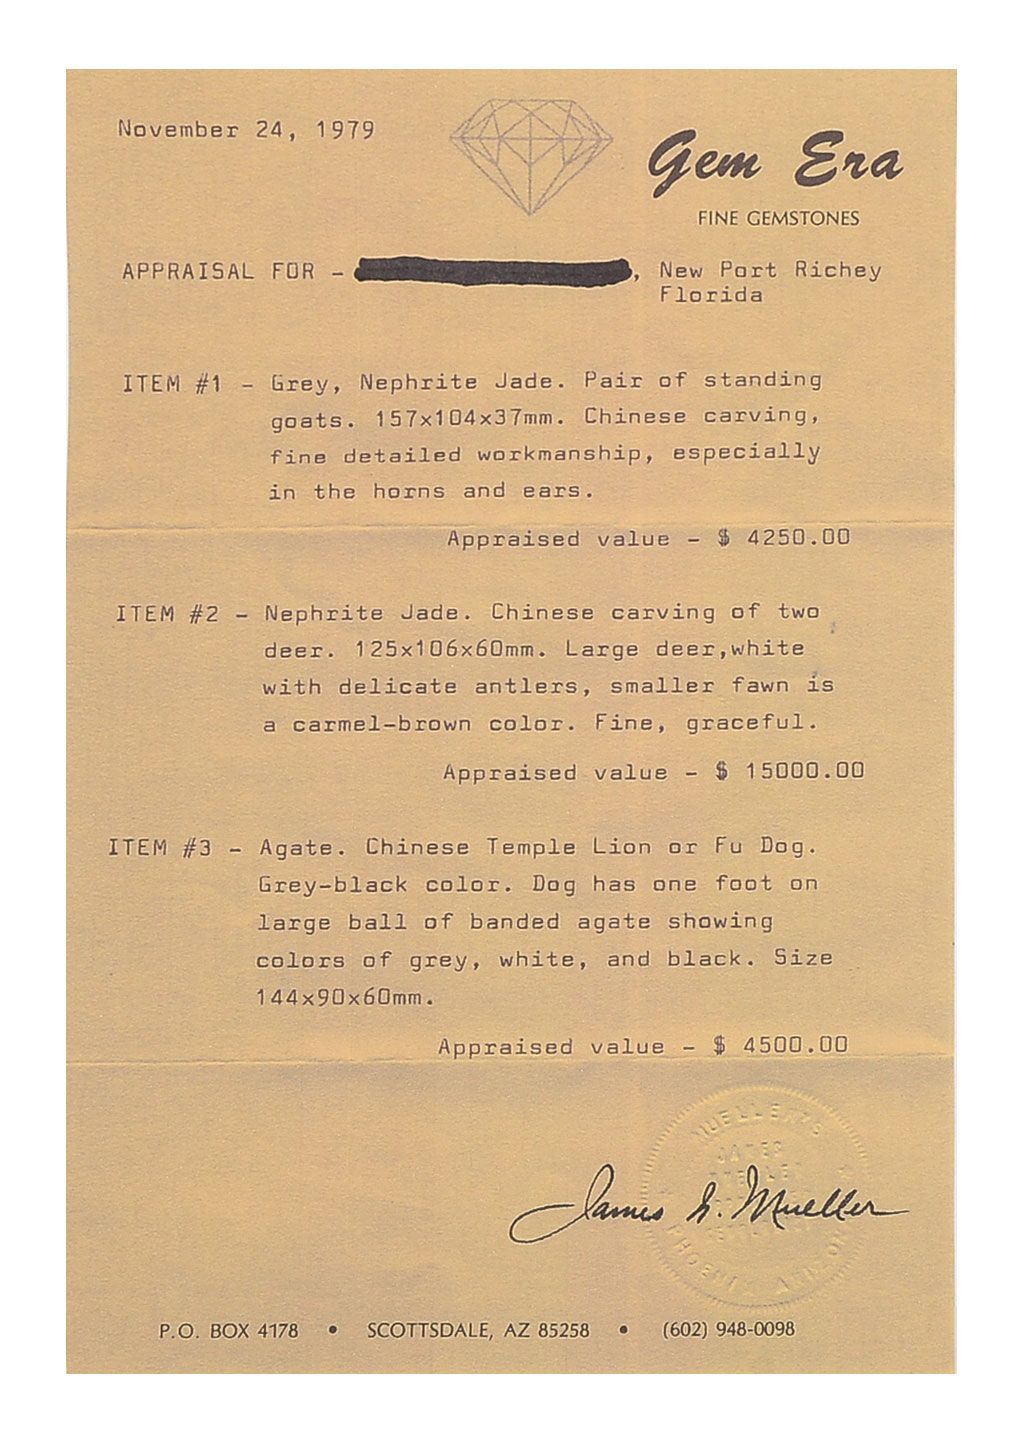 November 24, 1979
Gem Era
FINE GEMSTONES
APPRAISAL FOR - , New Port Richey
Florida
ITEM #1 - Grey, Nephrite Jade. Pair of standing
goats. 157x104x37mm. Chinese carving,
fine detailed workmanship, especially
in the horns and ears.
Appraised value - $ 4250.00
ITEM #2 - Nephrite Jade. Chinese carving of two
deer. 125x106x60mm. Large deer,white
with delicate antlers, smaller fawn is
a carmel-brown color. Fine, graceful.
Appraised value - $ 15000.00
ITEM #3 - Agate. Chinese Temple Lion or Fu Dog.
Grey-black color. Dog has one foot on
large ball of banded agate showing
colors of grey, white, and black. Size
144x90x60mm.
Appraised value - $ 4500.00
MUELLER'S
JAMES
PHOENIX ARIZONA
James G. Mueller
P.O. BOX 4178 • SCOTTSDALE, AZ 85258 • (602) 948-0098